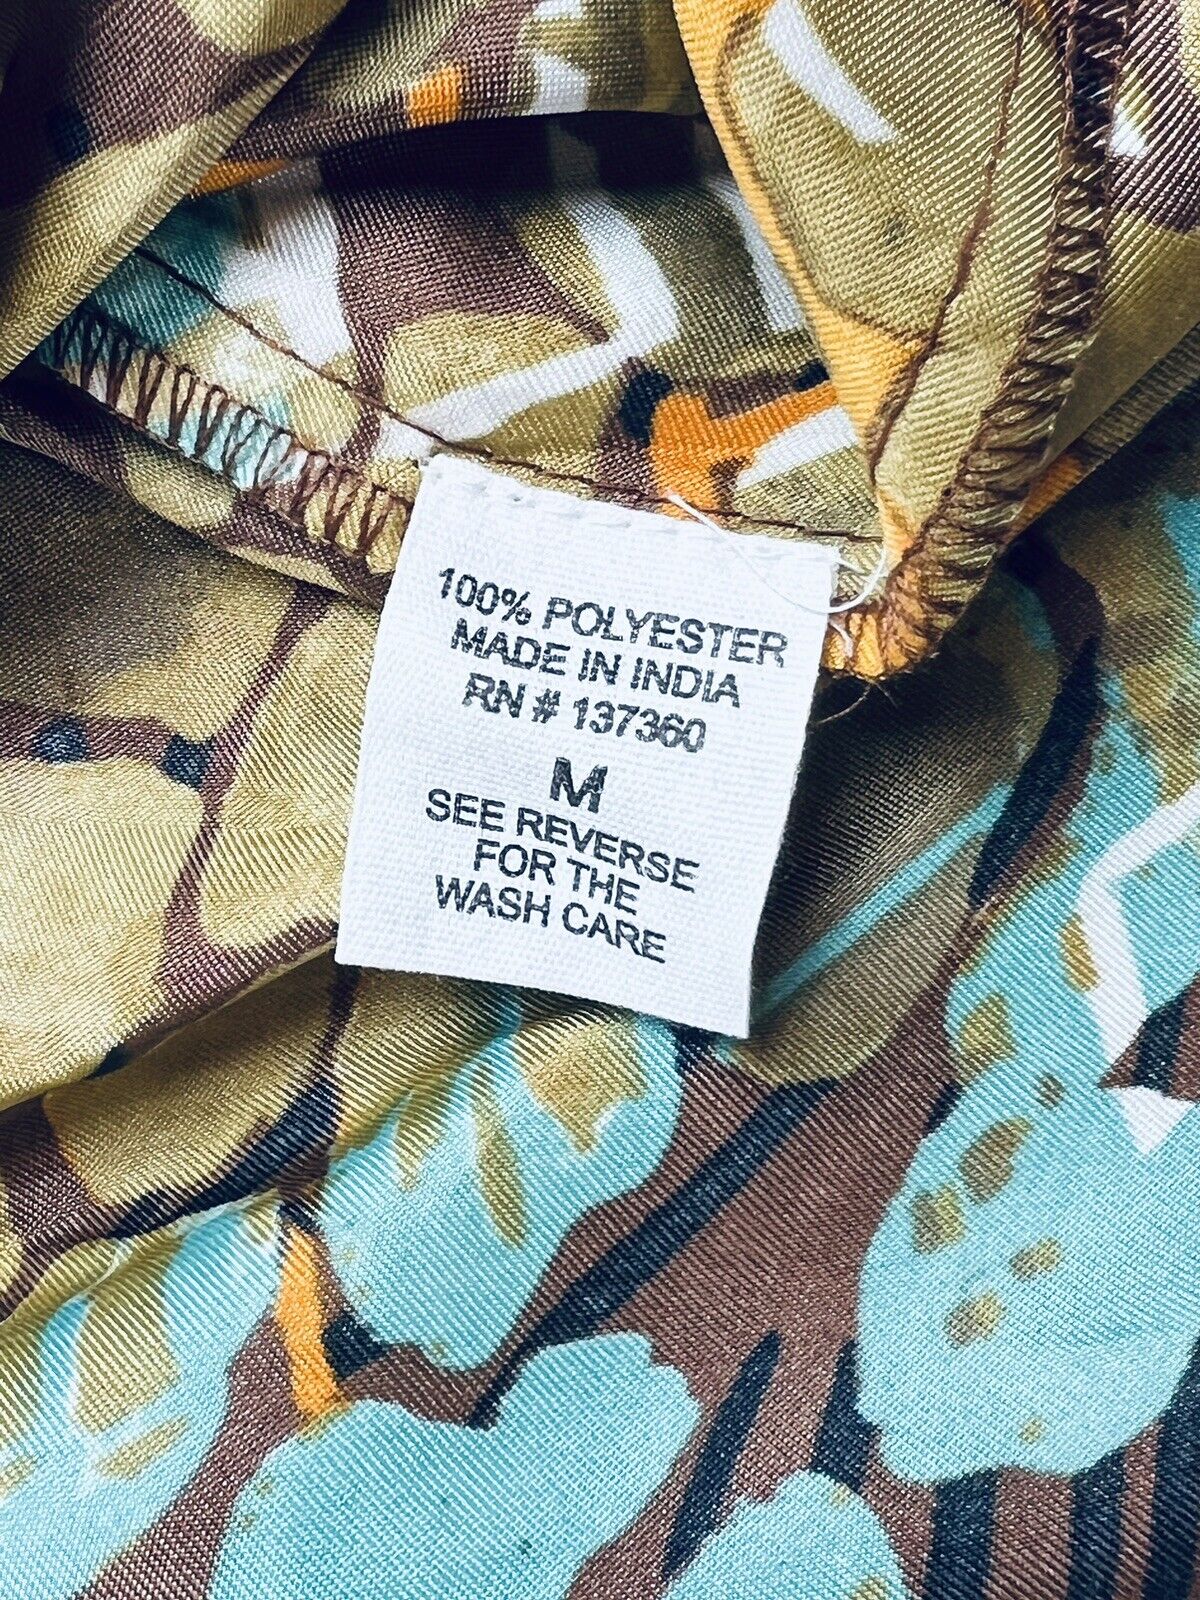 100% POLYESTER
MADE IN INDIA
RN # 137360
M
SEE REVERSE
FOR THE
WASH CARE